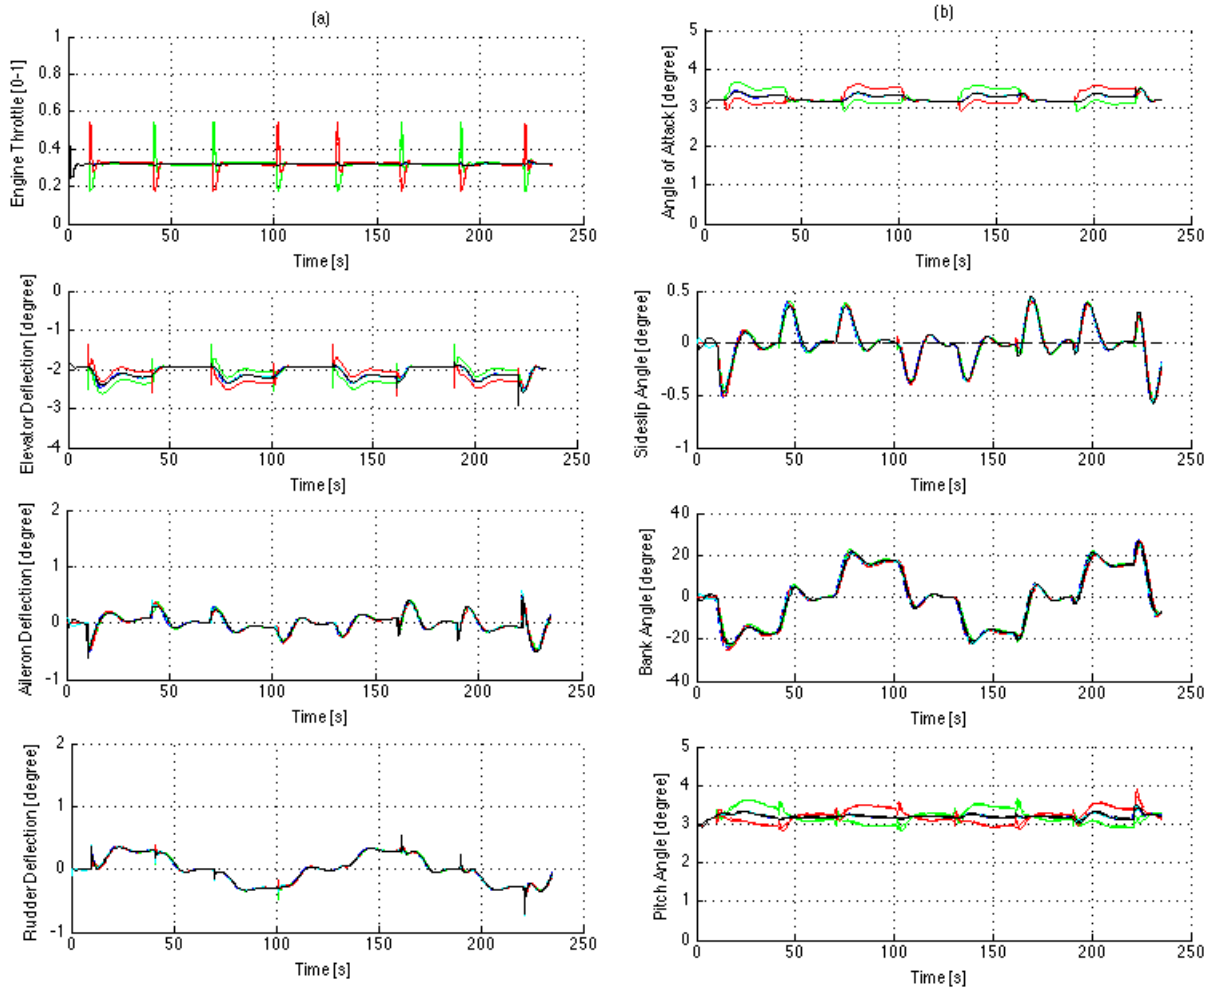 (a)
1
0.8
0.6
0.4
0.2
0
Engine Throttle [0-1]
0 50 100 150 200 250
Time [s]
0
-1
-2
-3
-4
Elevator Deflection [degree]
0 50 100 150 200 250
Time [s]
2
1
0
-1
Aileron Deflection [degree]
0 50 100 150 200 250
Time [s]
2
1
0
-1
Rudder Deflection [degree]
0 50 100 150 200 250
Time [s]
(b)
5
4
3
2
1
0
Angle of Attack [degree]
0 50 100 150 200 250
Time [s]
0.5
0
-0.5
-1
Sideslip Angle [degree]
0 50 100 150 200 250
Time [s]
40
20
0
-20
-40
Bank Angle [degree]
0 50 100 150 200 250
Time [s]
5
4
3
2
1
0
Pitch Angle [degree]
0 50 100 150 200 250
Time [s]